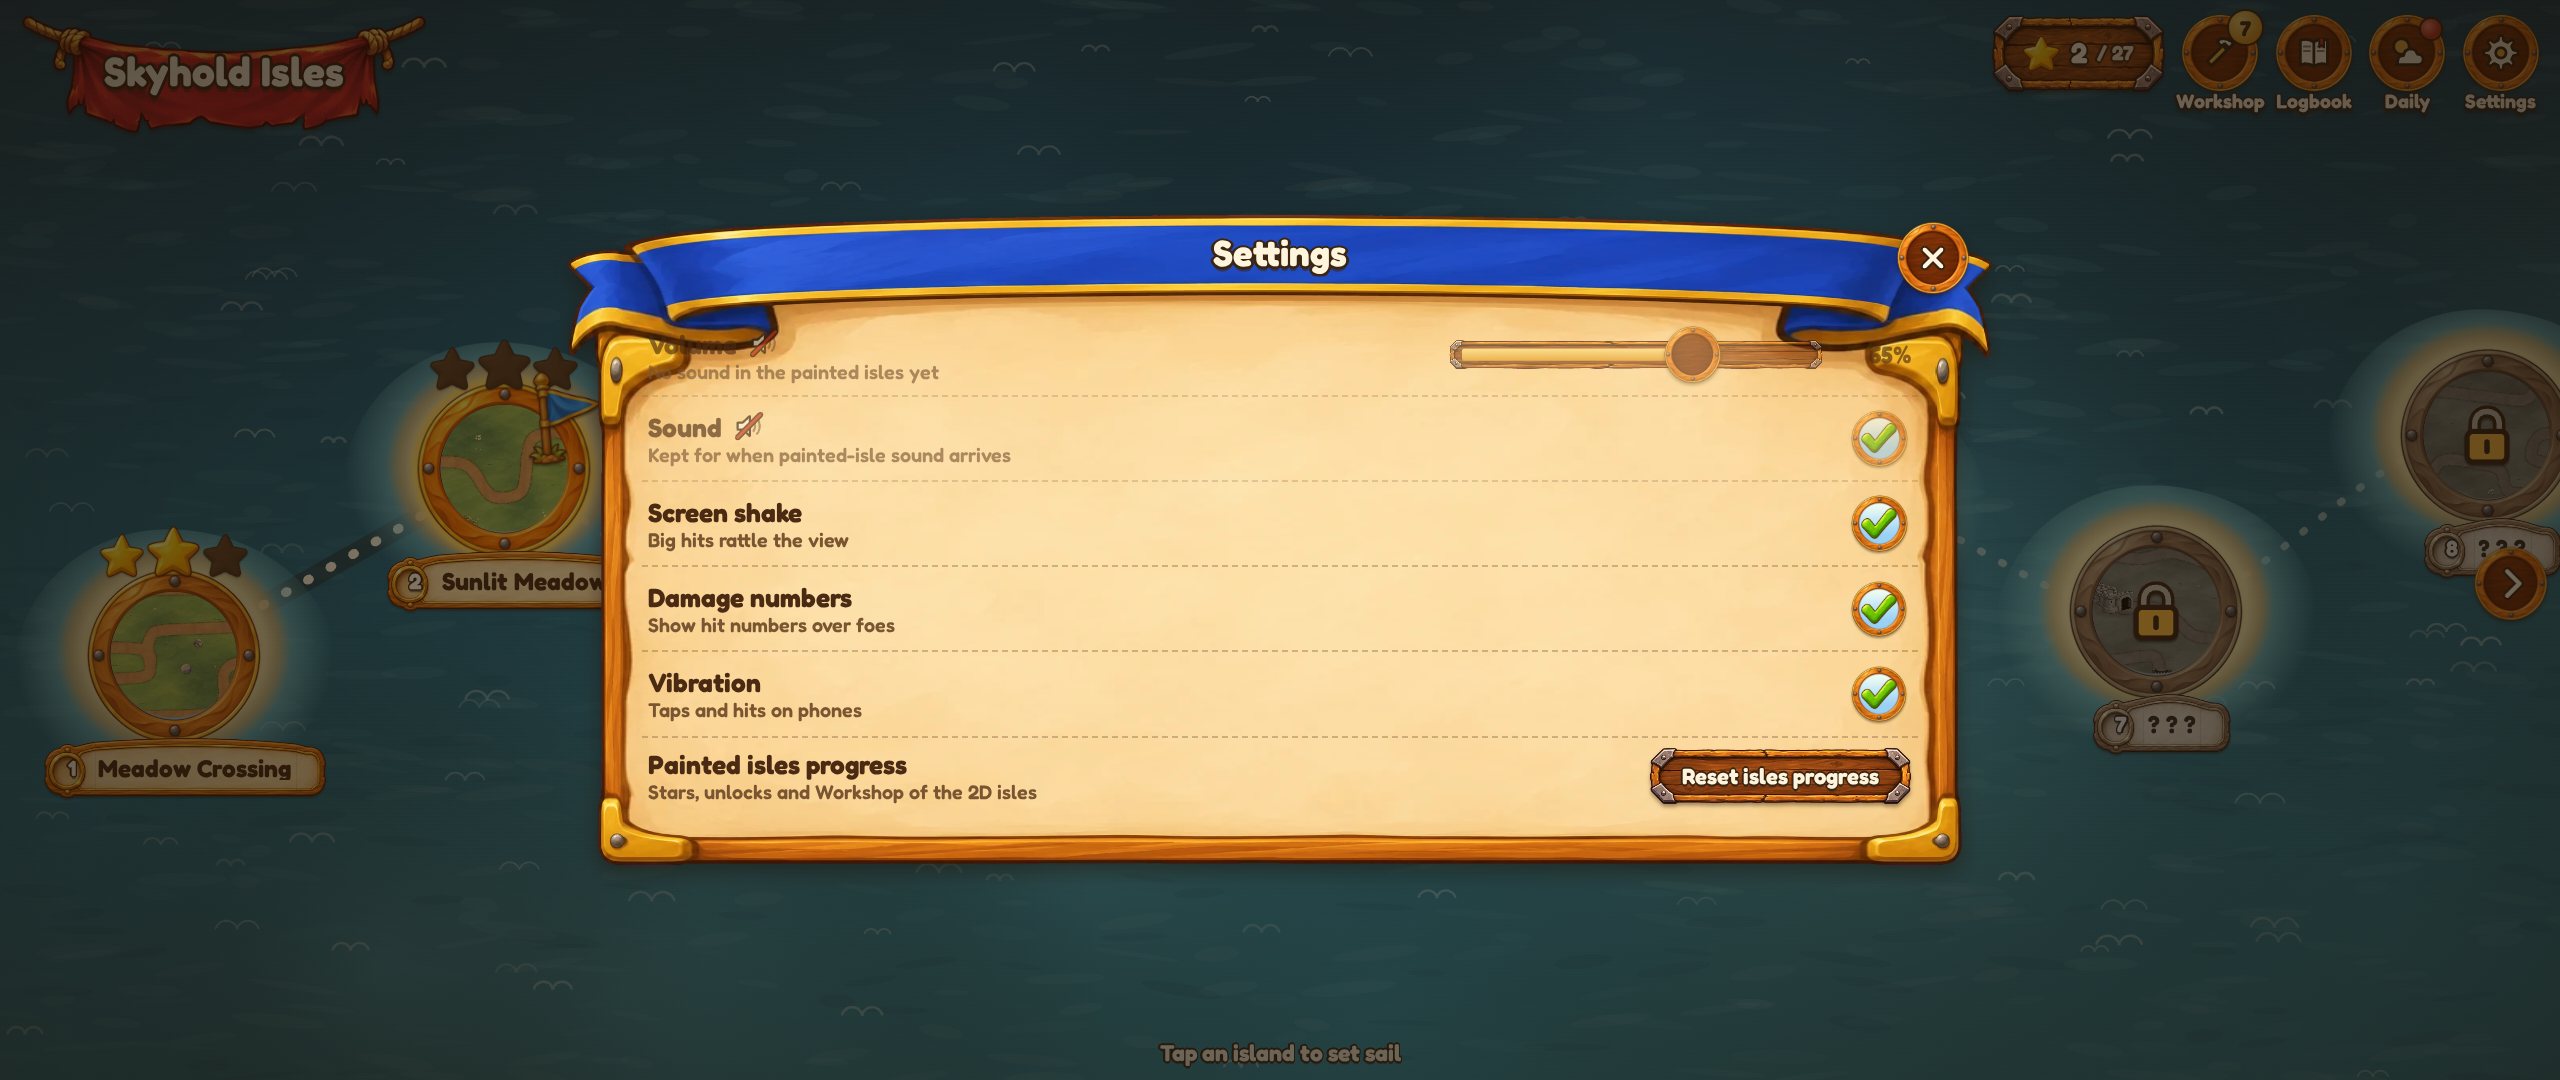 Skyhold Isles
2 / 27
7
Workshop
Logbook
Daily
Settings
Settings
Volume
No sound in the painted isles yet
65%
Sound
Kept for when painted-isle sound arrives
Screen shake
Big hits rattle the view
Damage numbers
Show hit numbers over foes
Vibration
Taps and hits on phones
Painted isles progress
Stars, unlocks and Workshop of the 2D isles
Reset isles progress
2 Sunlit Meadow
1 Meadow Crossing
7 ???
8 ???
Tap an island to set sail